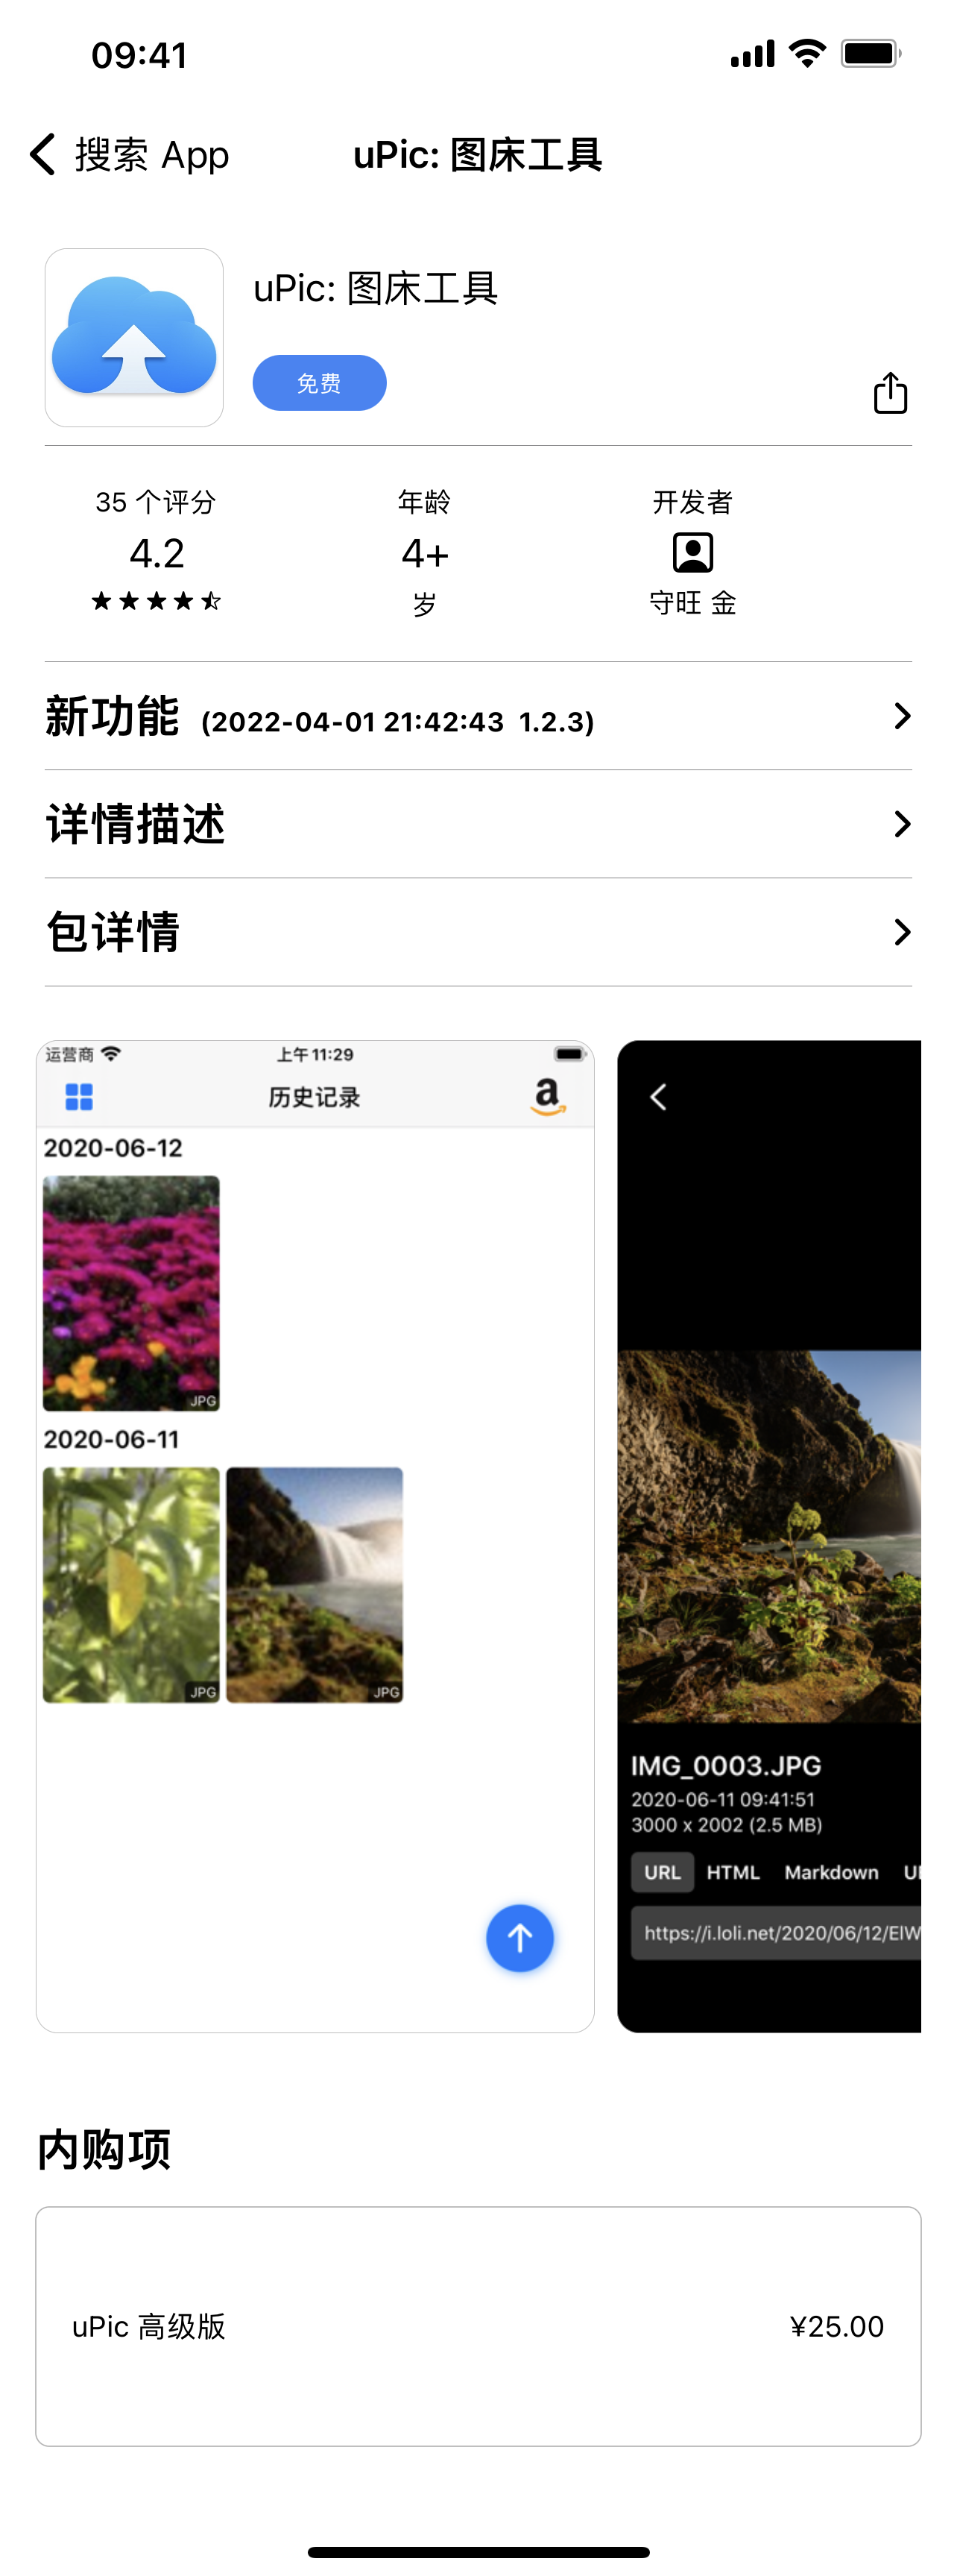 09:41
搜索 App
uPic: 图床工具
uPic: 图床工具
免费
35 个评分
年龄
开发者
4.2
4+
岁
守旺 金
新功能 (2022-04-01 21:42:43 1.2.3)
详情描述
包详情
运营商
上午 11:29
历史记录
a
2020-06-12
JPG
2020-06-11
JPG
JPG
IMG_0003.JPG
2020-06-11 09:41:51
3000 x 2002 (2.5 MB)
URL HTML Markdown
https://i.loli.net/2020/06/12/EIW
内购项
uPic 高级版
¥25.00